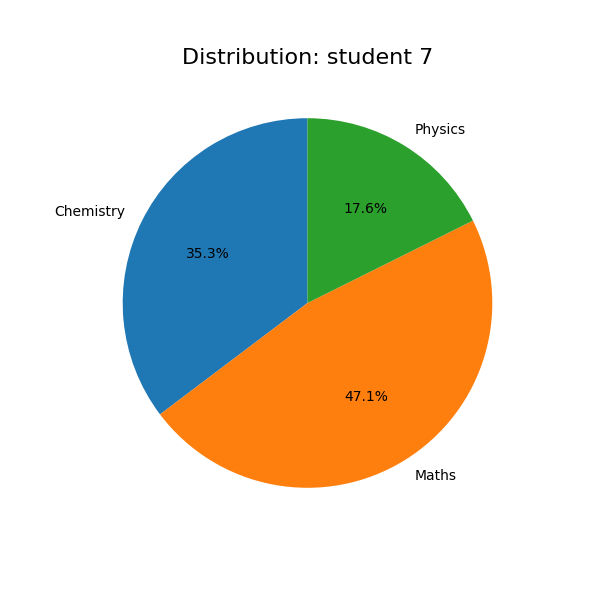 Distribution: student 7
Physics
17.6%
Chemistry
35.3%
47.1%
Maths